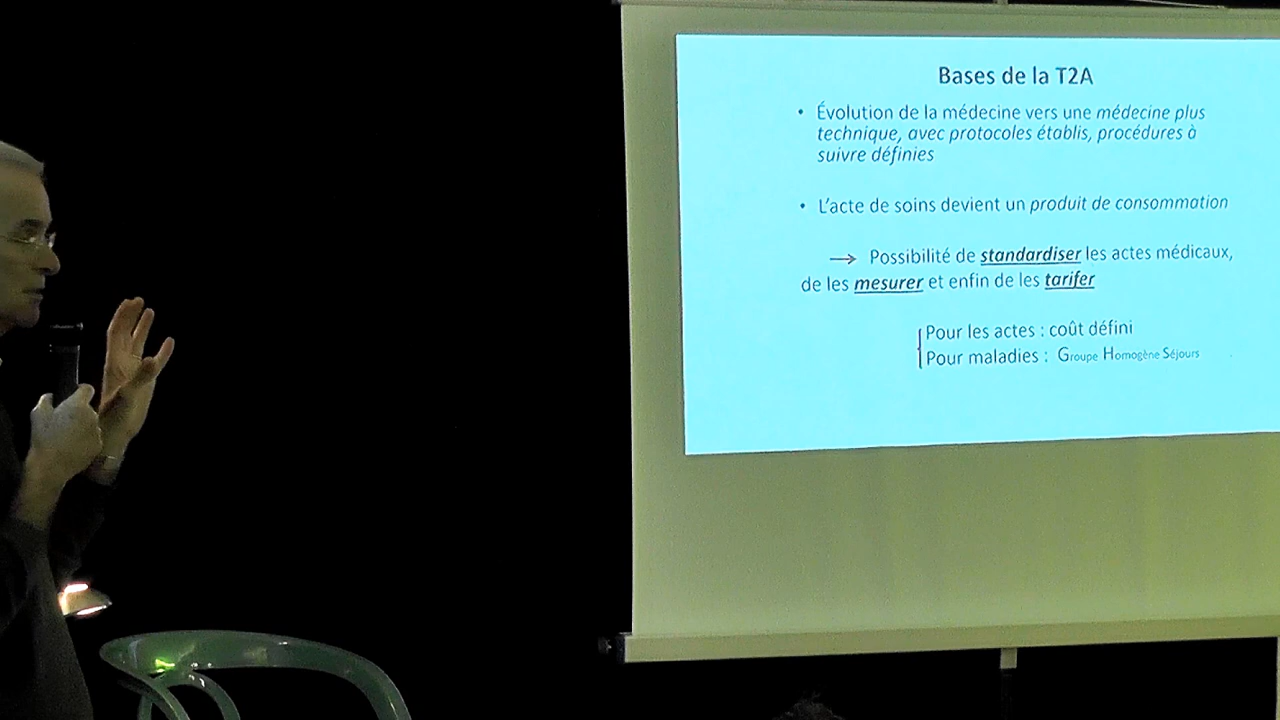 Bases de la T2A
• Évolution de la médecine vers une médecine plus
technique, avec protocoles établis, procédures à
suivre définies
• L'acte de soins devient un produit de consommation
→ Possibilité de standardiser les actes médicaux,
de les mesurer et enfin de les tarifer
Pour les actes : coût défini
Pour maladies : Groupe Homogène Séjours